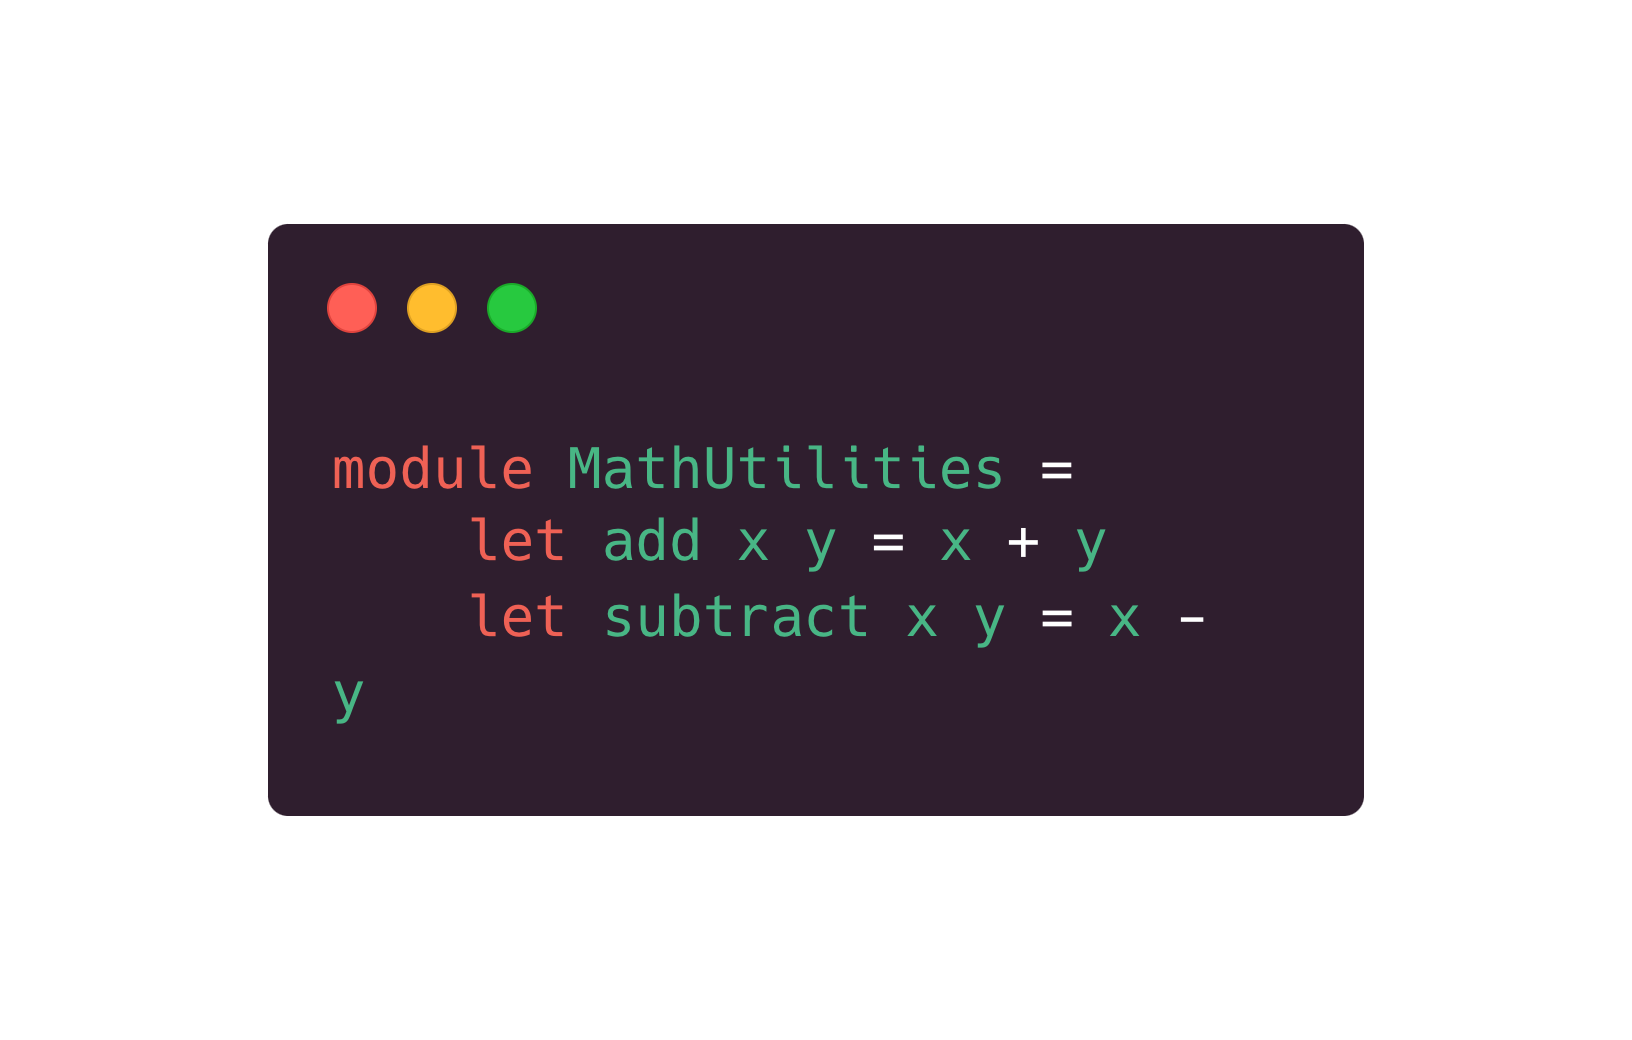 module MathUtilities =
    let add x y = x + y
    let subtract x y = x -
y